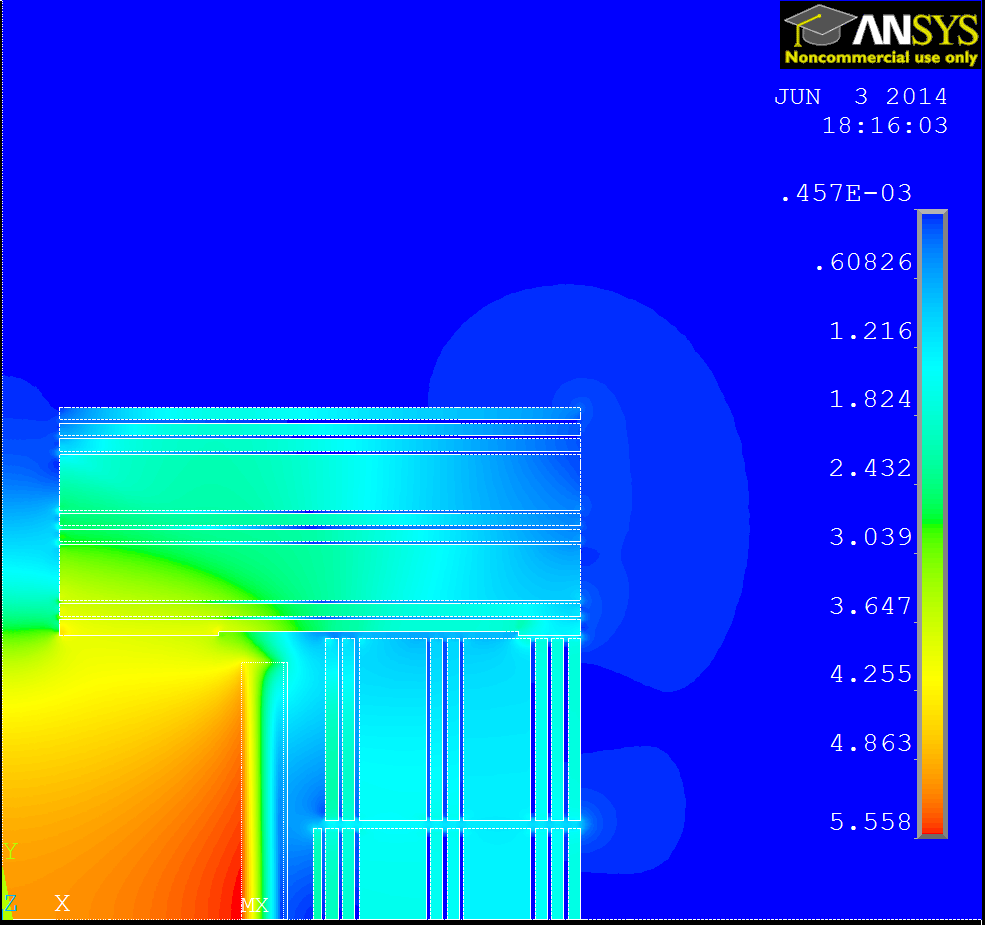 ANSYS
Noncommercial use only
JUN  3 2014
18:16:03
.457E-03
.60826
1.216
1.824
2.432
3.039
3.647
4.255
4.863
5.558
Y
Z X MX